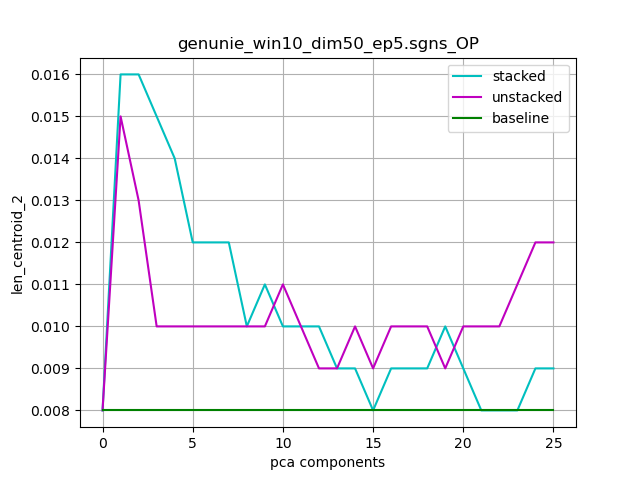 genunie_win10_dim50_ep5.sgns_OP
stacked
unstacked
baseline
0.016
0.015
0.014
0.013
0.012
0.011
0.010
0.009
0.008
len_centroid_2
0
5
10
15
20
25
pca components